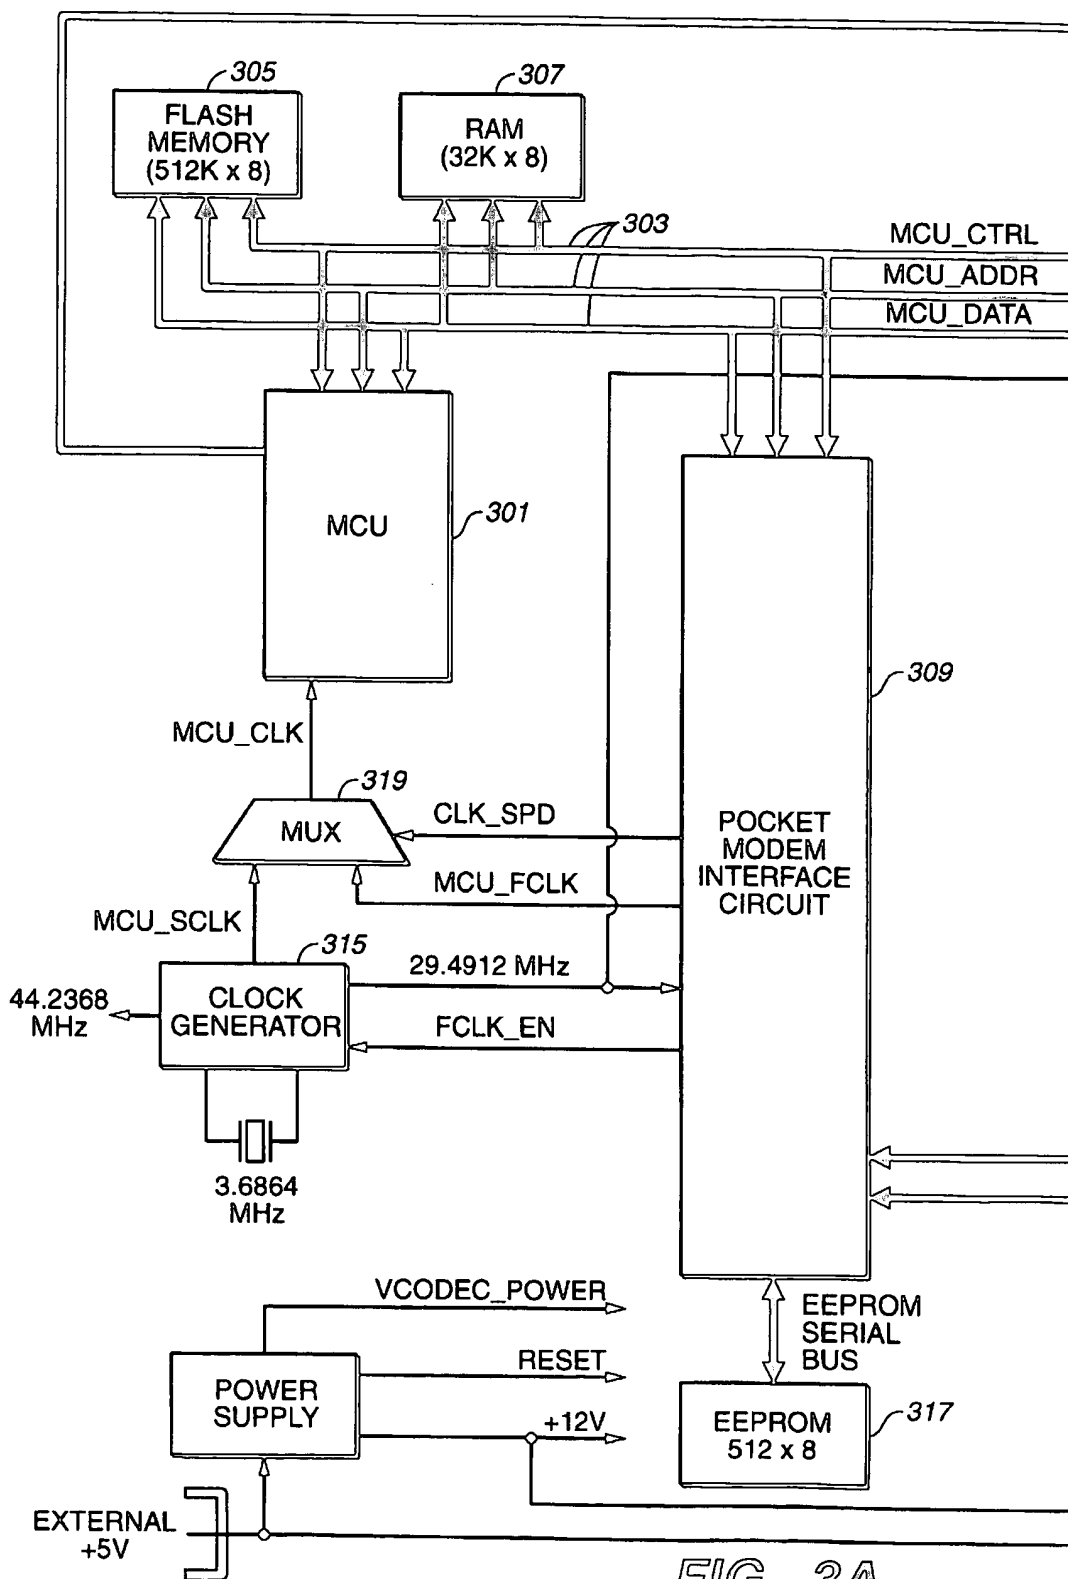 305
FLASH
MEMORY
(512K x 8)
307
RAM
(32K x 8)
303
MCU_CTRL
MCU_ADDR
MCU_DATA
MCU
301
309
MCU_CLK
319
MUX
CLK_SPD
MCU_FCLK
POCKET
MODEM
INTERFACE
CIRCUIT
MCU_SCLK
315
CLOCK
GENERATOR
44.2368
MHz
29.4912 MHz
FCLK_EN
3.6864
MHz
VCODEC_POWER
RESET
+12V
POWER
SUPPLY
EEPROM
SERIAL
BUS
EEPROM
512 x 8
317
EXTERNAL
+5V
FIG. 3A